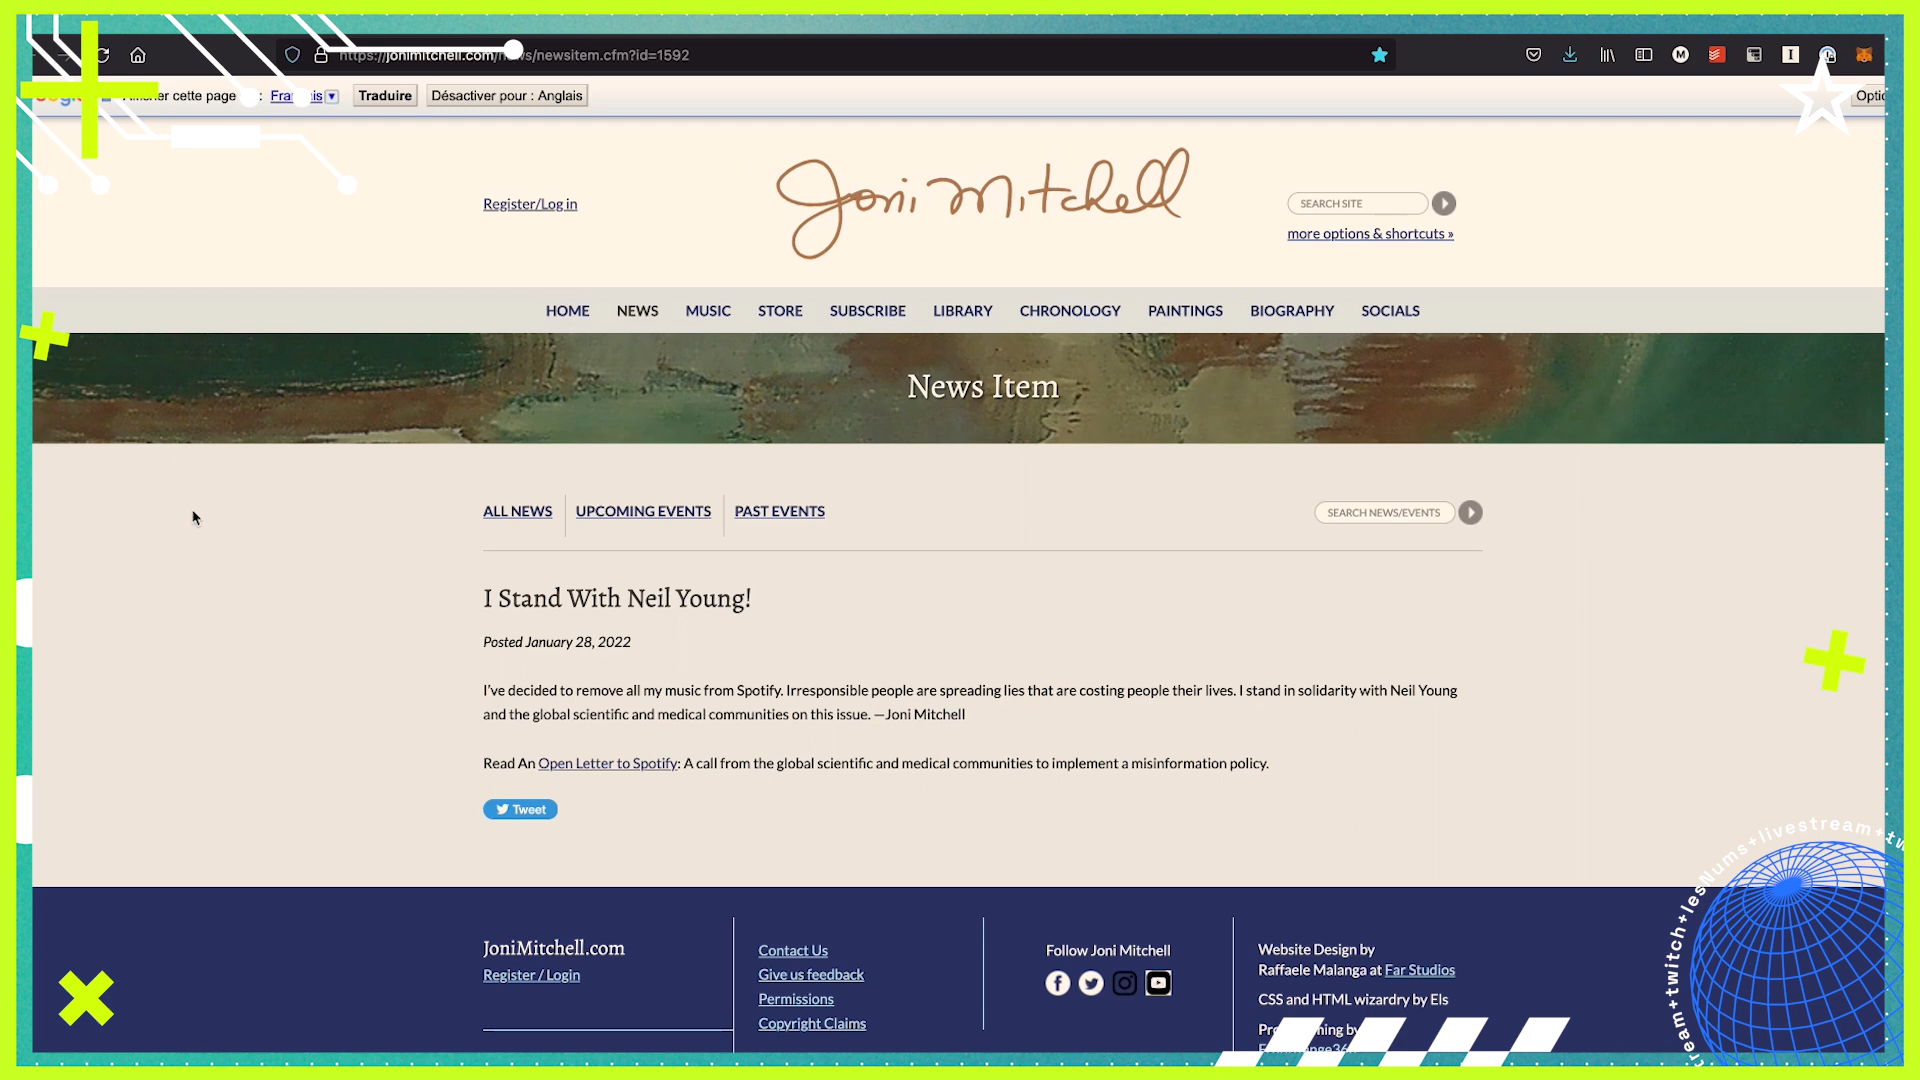 https://jonimitchell.com/news/newsitem.cfm?id=1592
cette page
Traduire
Désactiver pour : Anglais
Register/Log in
Joni Mitchell
SEARCH SITE
more options & shortcuts »
HOME NEWS MUSIC STORE SUBSCRIBE LIBRARY CHRONOLOGY PAINTINGS BIOGRAPHY SOCIALS
News Item
ALL NEWS UPCOMING EVENTS PAST EVENTS
SEARCH NEWS/EVENTS
I Stand With Neil Young!
Posted January 28, 2022
I've decided to remove all my music from Spotify. Irresponsible people are spreading lies that are costing people their lives. I stand in solidarity with Neil Young
and the global scientific and medical communities on this issue. —Joni Mitchell
Read An Open Letter to Spotify: A call from the global scientific and medical communities to implement a misinformation policy.
Tweet
JoniMitchell.com
Register / Login
Contact Us
Give us feedback
Permissions
Copyright Claims
Follow Joni Mitchell
Website Design by
Raffaele Malanga at Far Studios
CSS and HTML wizardry by Els
twitch+lesNums+livestream+